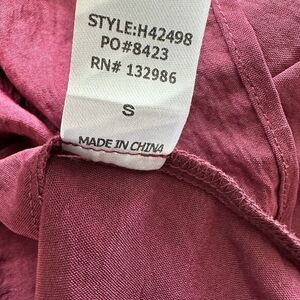 STYLE:H42498
PO#8423
RN# 132986
S
MADE IN CHINA